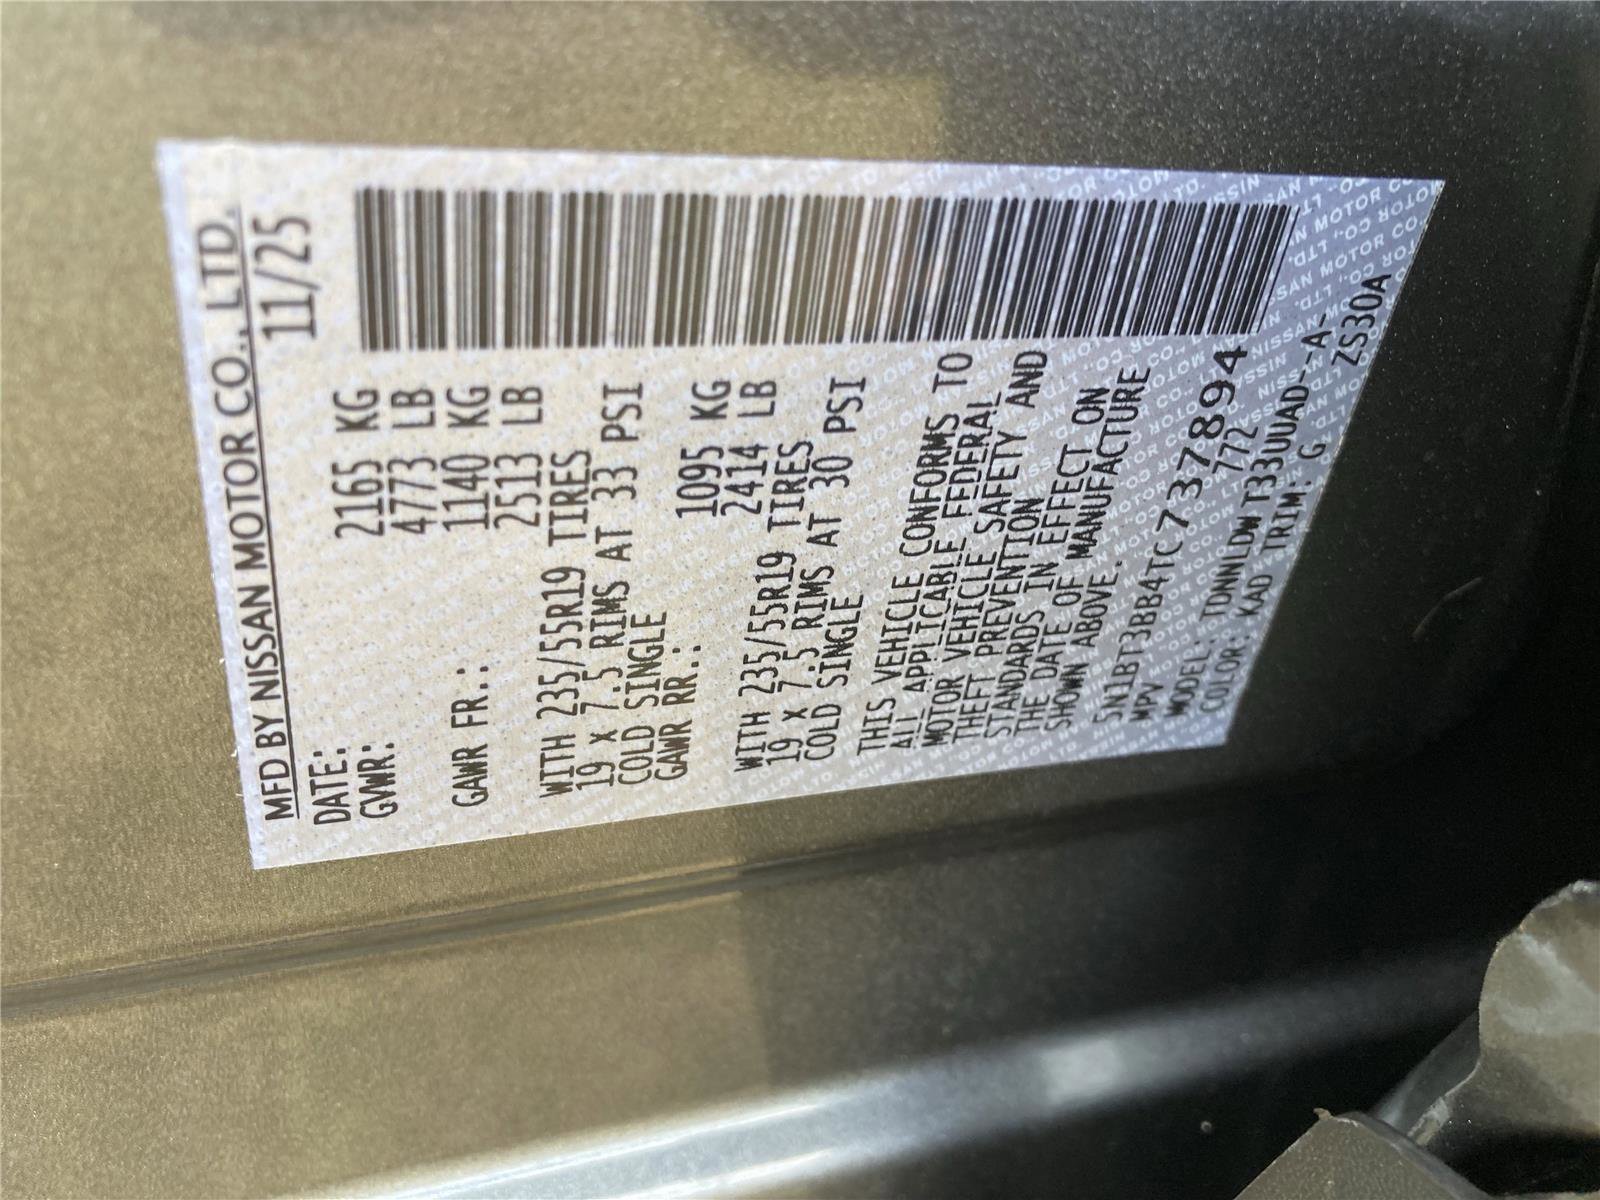 MFD BY NISSAN MOTOR CO., LTD.
DATE: 11/25
GVWR: 2165 KG
4773 LB
GAWR FR.: 1140 KG
2513 LB
WITH 235/55R19 TIRES
19 X 7.5 RIMS AT 33 PSI
COLD SINGLE
GAWR RR.: 1095 KG
2414 LB
WITH 235/55R19 TIRES
19 X 7.5 RIMS AT 30 PSI
COLD SINGLE
THIS VEHICLE CONFORMS TO
ALL APPLICABLE FEDERAL
MOTOR VEHICLE SAFETY AND
THEFT PREVENTION
STANDARDS IN EFFECT ON
THE DATE OF MANUFACTURE
SHOWN ABOVE.
5N1BT3BB4TC737894
MPV 772
MODEL: TDNNLDW T33UUAD--A-
COLOR: KAD TRIM: G ZS30A